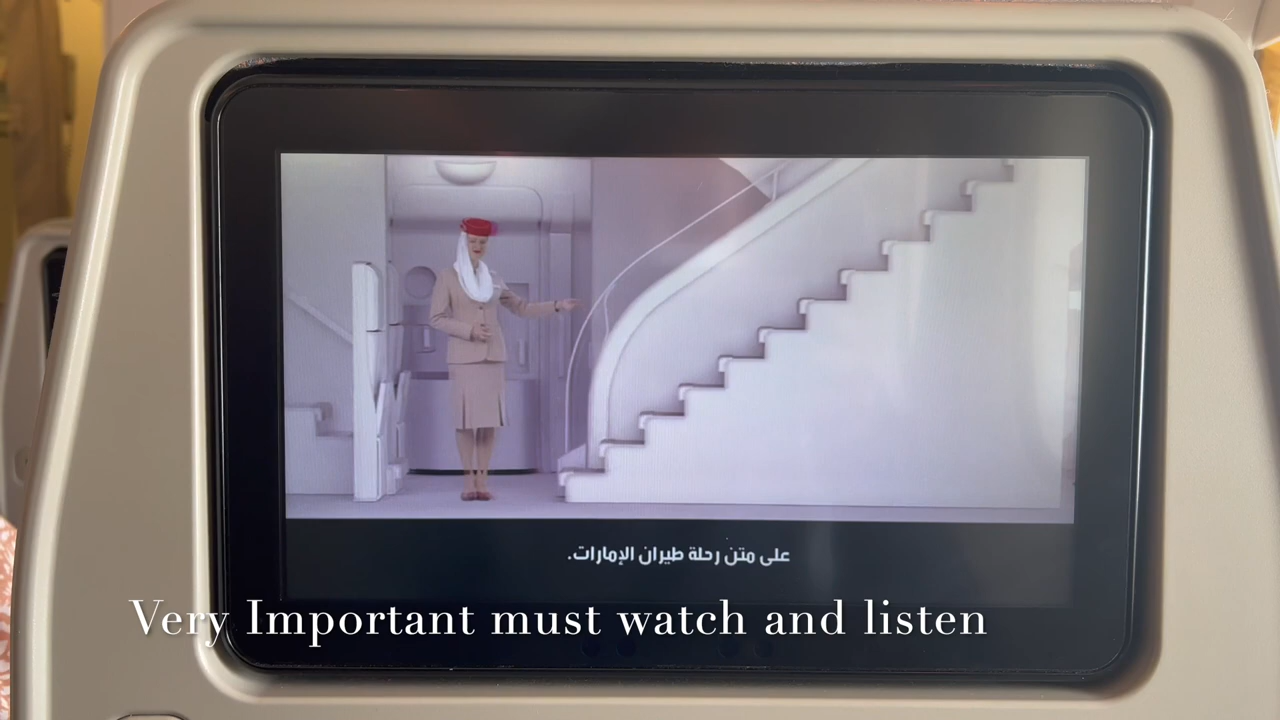 على متن رحلة طيران الإمارات.
Very Important must watch and listen